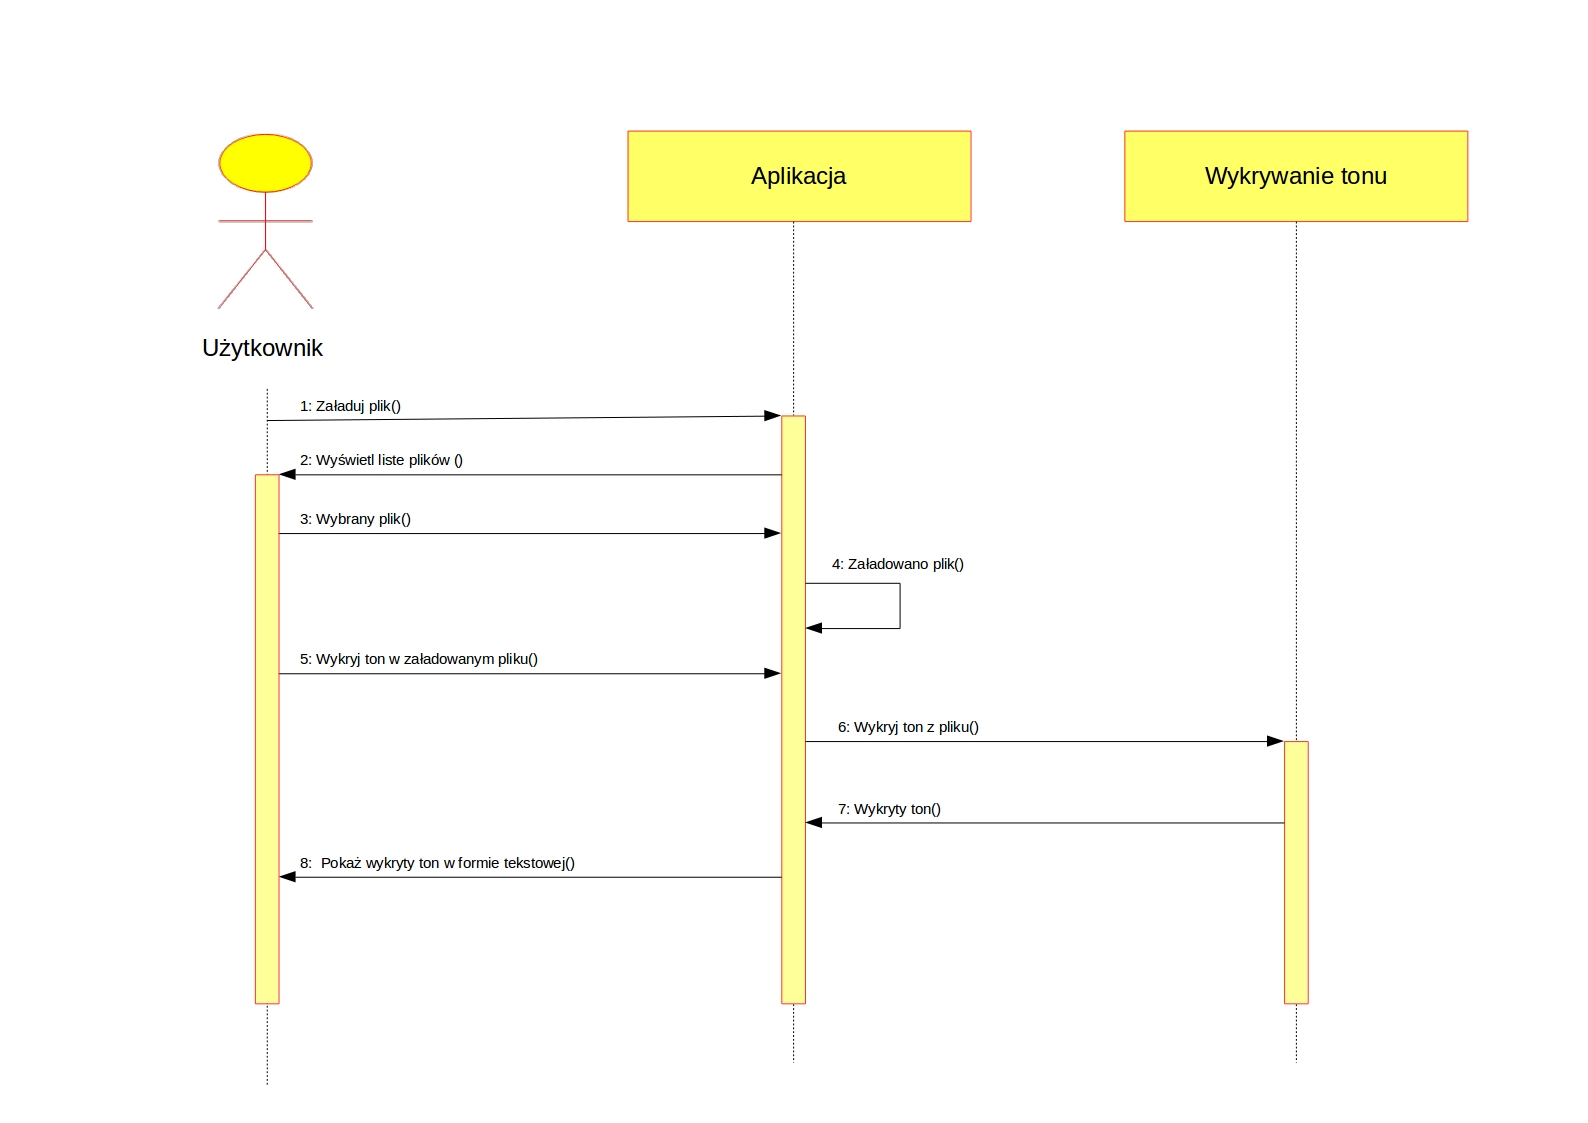 Aplikacja
Wykrywanie tonu
Użytkownik
1: Załaduj plik()
2: Wyświetl liste plików ()
3: Wybrany plik()
4: Załadowano plik()
5: Wykryj ton w załadowanym pliku()
6: Wykryj ton z pliku()
7: Wykryty ton()
8:  Pokaż wykryty ton w formie tekstowej()